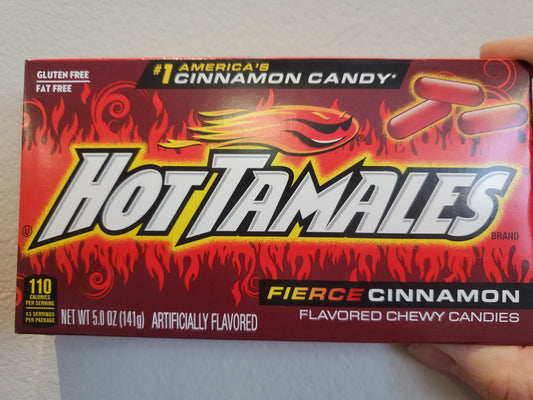 GLUTEN FREE
FAT FREE
#1 AMERICA'S
CINNAMON CANDY*
HOT TAMALES
BRAND
U
110
CALORIES
PER SERVING
4.5 SERVINGS
PER PACKAGE
FIERCE CINNAMON
FLAVORED CHEWY CANDIES
NET WT 5.0 OZ (141g) ARTIFICIALLY FLAVORED